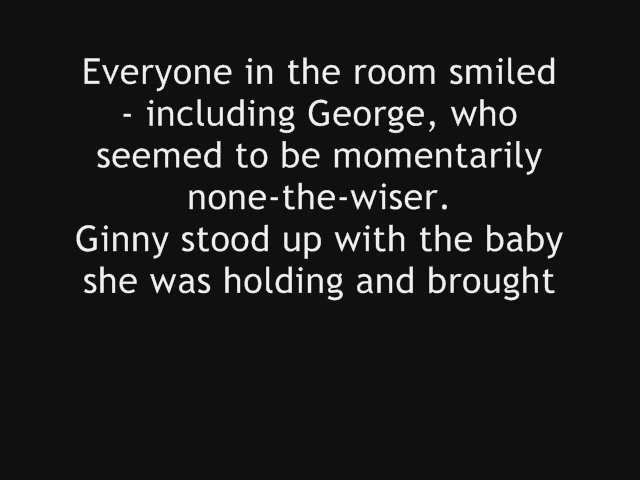 Everyone in the room smiled
- including George, who
seemed to be momentarily
none-the-wiser.
Ginny stood up with the baby
she was holding and brought